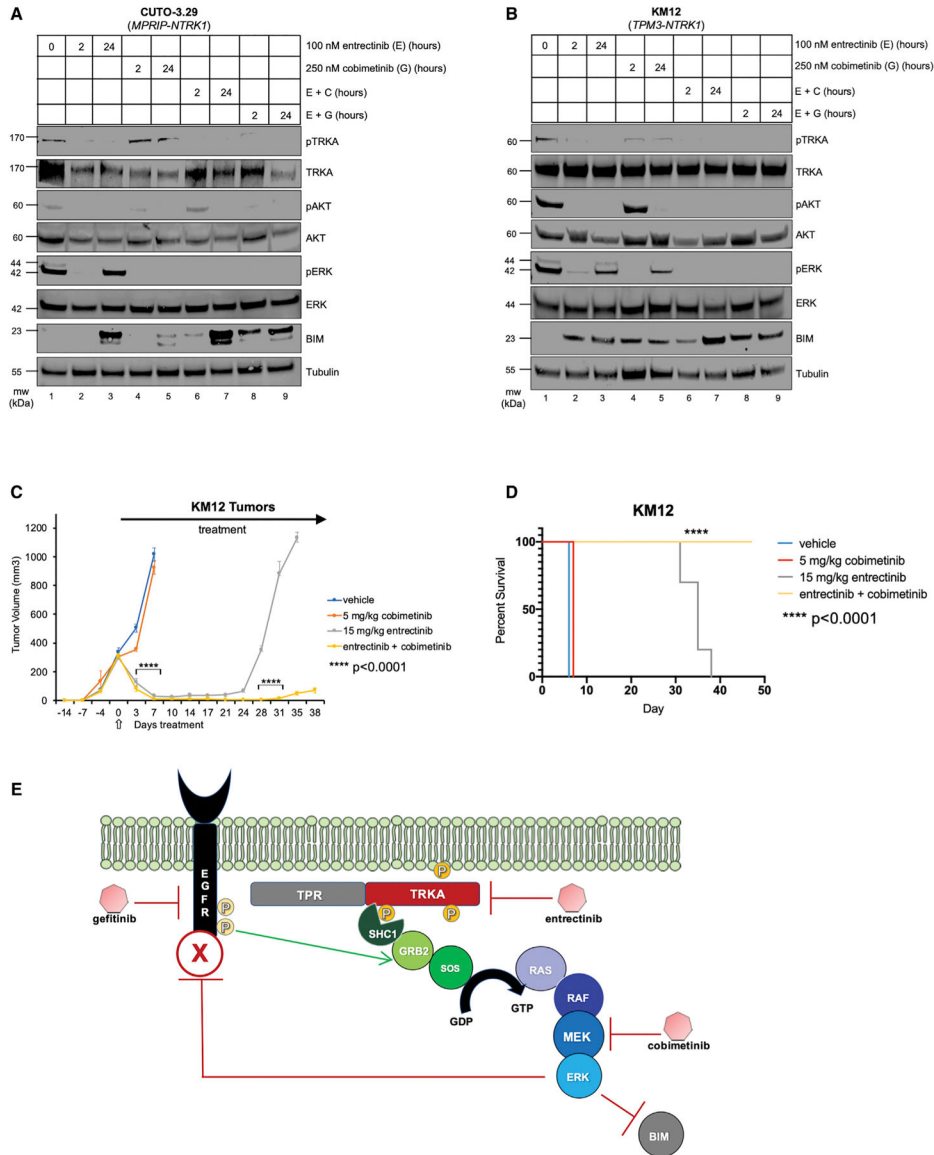 A
CUTO-3.29
(MPRIP-NTRK1)
0 2 24 100 nM entrectinib (E) (hours)
2 24 250 nM cobimetinib (G) (hours)
2 24 E + C (hours)
2 24 E + G (hours)
170 pTRKA
170 TRKA
60 pAKT
60 AKT
44
42 pERK
42 ERK
23 BIM
55 Tubulin
mw
(kDa)
1 2 3 4 5 6 7 8 9
B
KM12
(TPM3-NTRK1)
0 2 24 100 nM entrectinib (E) (hours)
2 24 250 nM cobimetinib (G) (hours)
2 24 E + C (hours)
2 24 E + G (hours)
60 pTRKA
60 TRKA
60 pAKT
60 AKT
44
42 pERK
44 ERK
23 BIM
55 Tubulin
mw
(kDa)
1 2 3 4 5 6 7 8 9
C
KM12 Tumors
treatment
Tumor Volume (mm3)
1200
1000
800
600
400
200
0
-14 -7 -4 0 3 7 10 14 17 21 24 28 31 35 38
Days treatment
****
****
vehicle
5 mg/kg cobimetinib
15 mg/kg entrectinib
entrectinib + cobimetinib
**** p<0.0001
D
KM12
Percent Survival
100
50
0
0 10 20 30 40 50
Day
****
vehicle
5 mg/kg cobimetinib
15 mg/kg entrectinib
entrectinib + cobimetinib
**** p<0.0001
E
EGFR
gefitinib
P
P
X
TPR
TRKA
P
P
P
entrectinib
SHC1
GRB2
SOS
GDP
GTP
RAS
RAF
MEK
cobimetinib
ERK
BIM